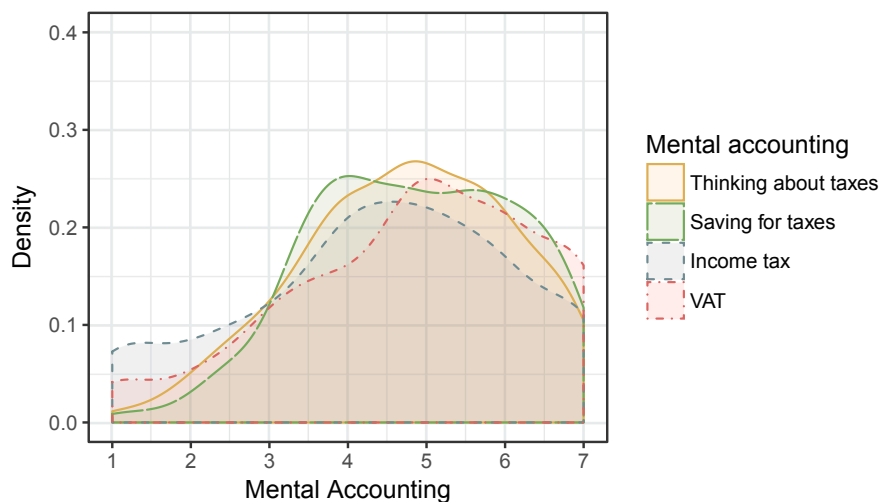 0.4
0.3
0.2
0.1
0.0
Density
1 2 3 4 5 6 7
Mental Accounting
Mental accounting
Thinking about taxes
Saving for taxes
Income tax
VAT